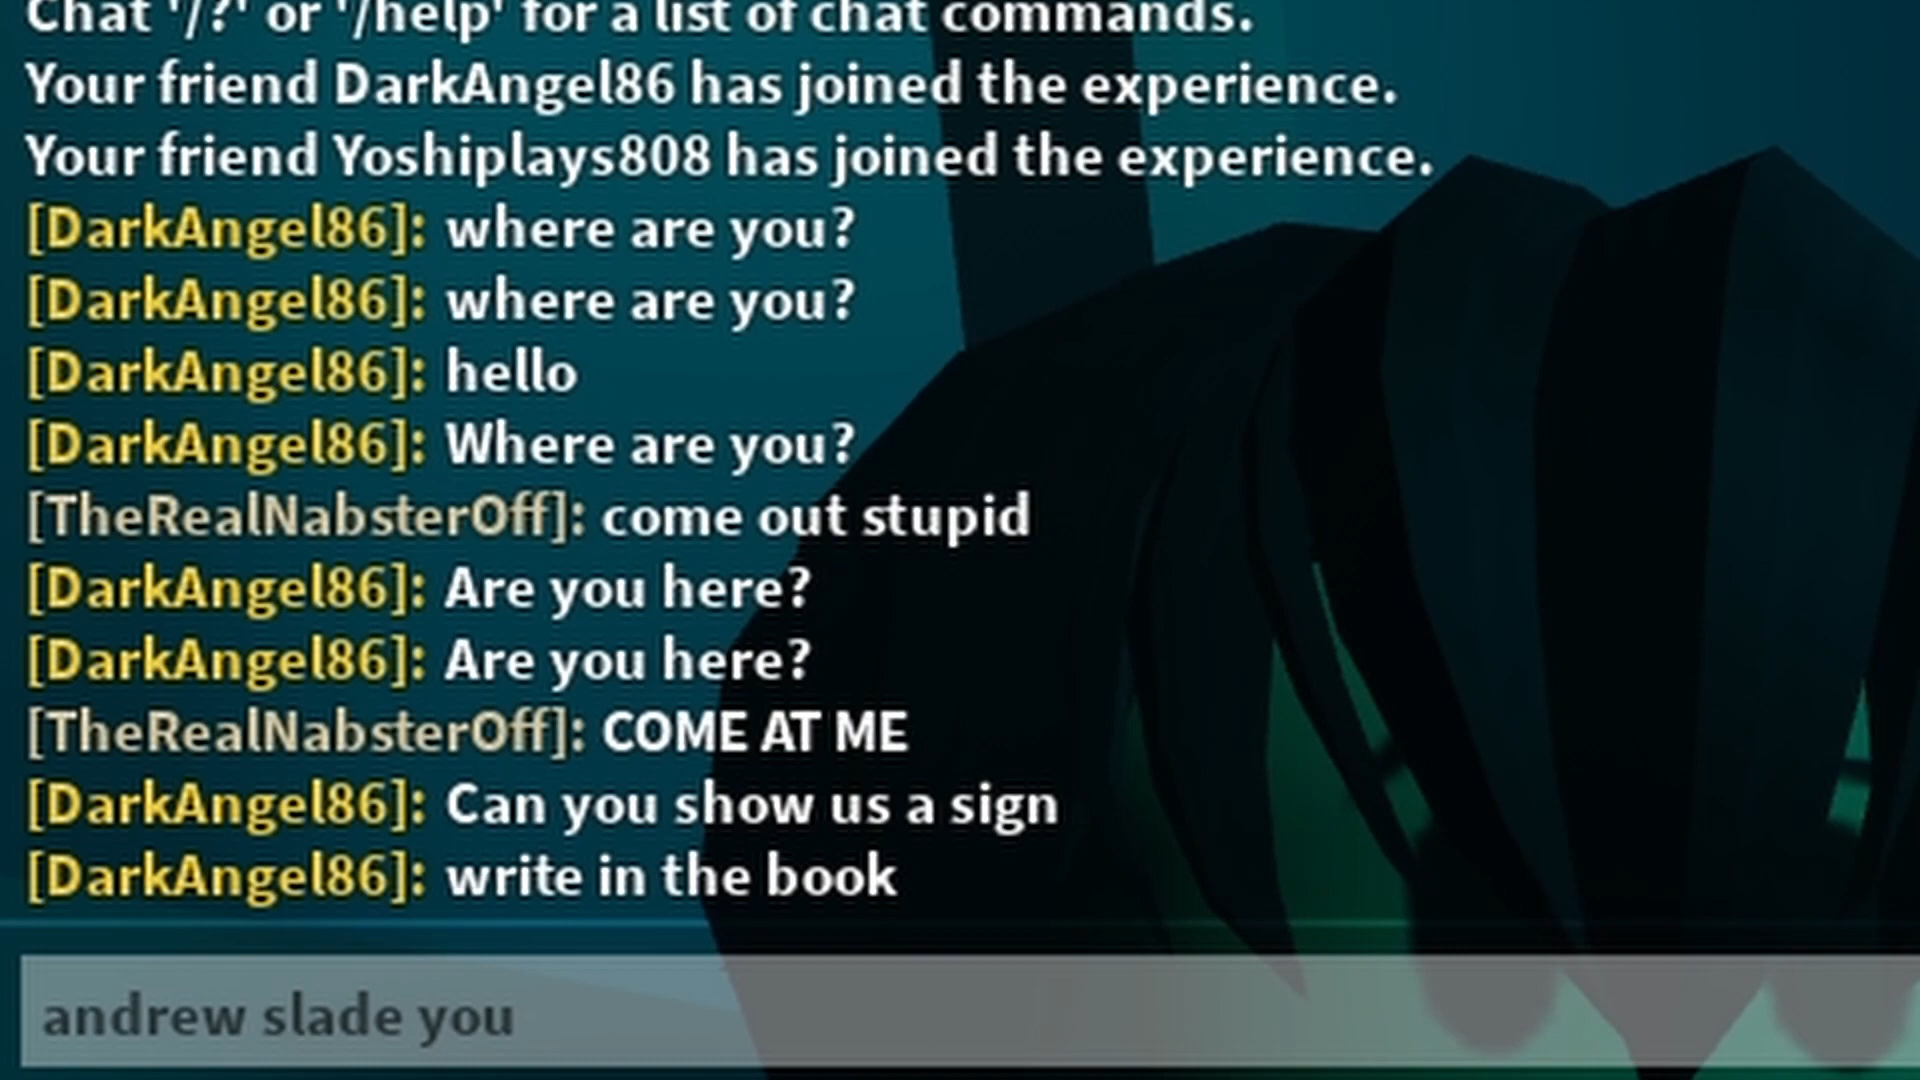 Chat '/?' or '/help' for a list of chat commands.
Your friend DarkAngel86 has joined the experience.
Your friend Yoshiplays808 has joined the experience.
[DarkAngel86]: where are you?
[DarkAngel86]: where are you?
[DarkAngel86]: hello
[DarkAngel86]: Where are you?
[TheRealNabsterOff]: come out stupid
[DarkAngel86]: Are you here?
[DarkAngel86]: Are you here?
[TheRealNabsterOff]: COME AT ME
[DarkAngel86]: Can you show us a sign
[DarkAngel86]: write in the book
andrew slade you